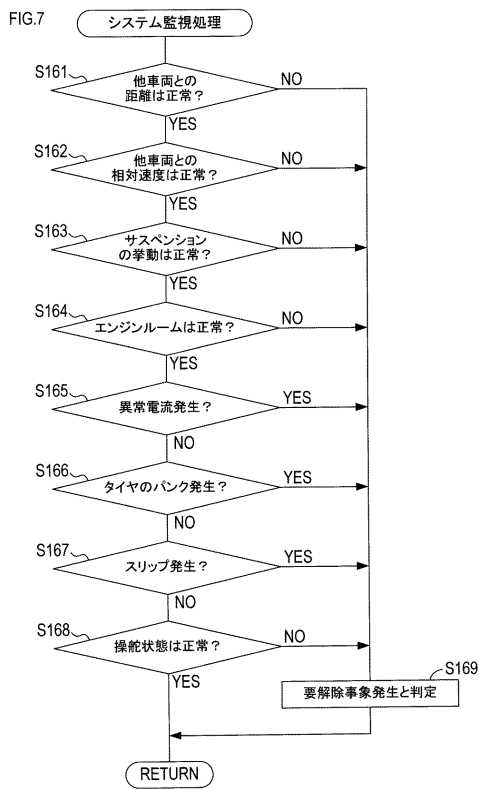 FIG.7
システム監視処理
S161
他車両との
距離は正常？
NO
YES
S162
他車両との
相対速度は正常？
NO
YES
S163
サスペンション
の挙動は正常？
NO
YES
S164
エンジンルームは正常？
NO
YES
S165
異常電流発生？
YES
NO
S166
タイヤのパンク発生？
YES
NO
S167
スリップ発生？
YES
NO
S168
操舵状態は正常？
NO
YES
S169
要解除事象発生と判定
RETURN